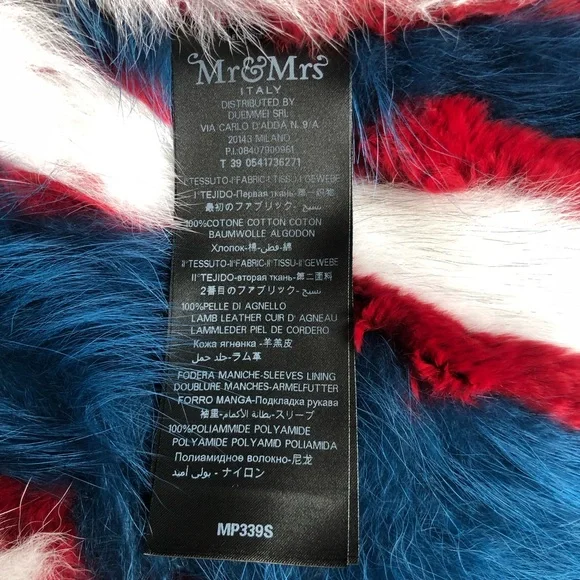 Mr&Mrs
ITALY
DISTRIBUTED BY
DUEMMEI SRL
VIA CARLO D'ADDA N. 9/A
20143 MILANO
P.I.:08407900961
T 39 0541736271
I°TESSUTO-I°FABRIC-I°TISSU-I°GEWEBE
I°TEJIDO-Первая ткань-第一织物
نسيج-最初のファブリック
100%COTONE COTTON COTON
BAUMWOLLE ALGODON
Хлопок-棉-قطن-綿
II°TESSUTO-II°FABRIC-II°TISSU-II°GEWEBE
II°TEJIDO-вторая ткань-第二面料
نسيج-2番目のファブリック
100%PELLE DI AGNELLO
LAMB LEATHER CUIR D'AGNEAU
LAMMLEDER PIEL DE CORDERO
Кожа ягненка-羊羔皮
جلد حمل-ラム革
FODERA MANICHE-SLEEVES LINING
DOUBLURE MANCHES-ARMELFUTTER
FORRO MANGA-Подкладка рукава
袖重-بطانة الأكمام-スリーブ
100%POLIAMMIDE POLYAMIDE
POLYAMIDE POLYAMID POLIAMIDA
Полиамидное волокно-尼龙
بولي أميد-ナイロン
MP339S